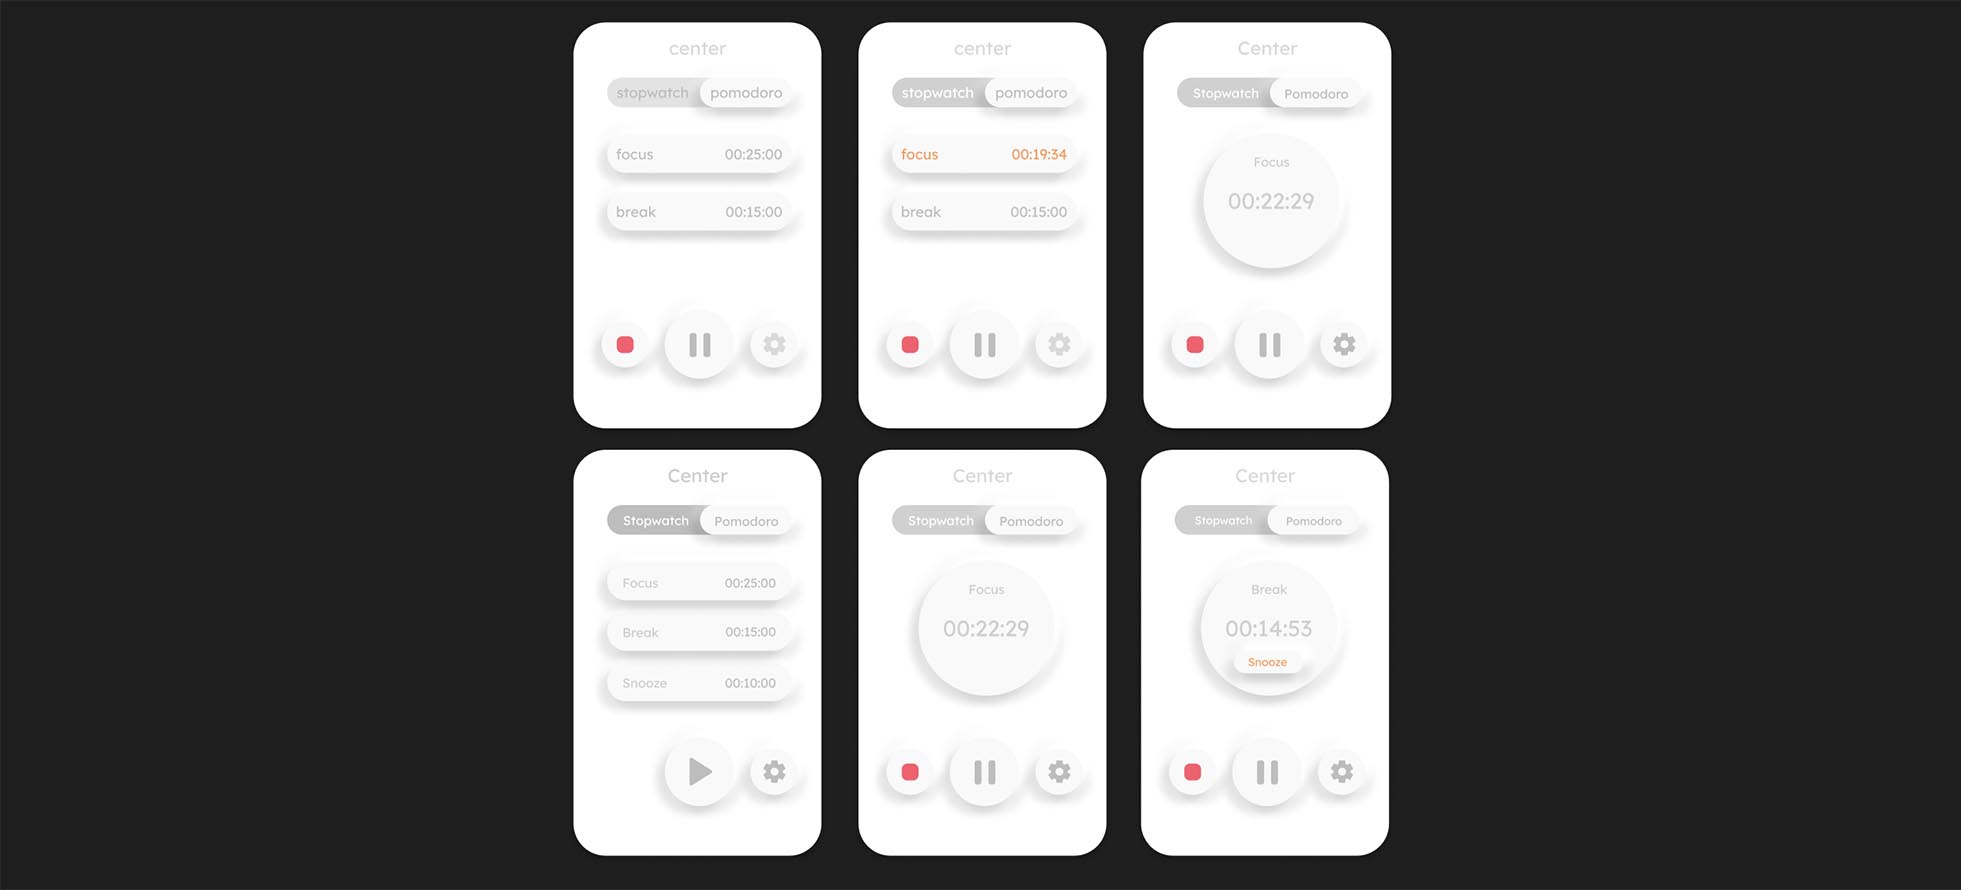 center
stopwatch pomodoro
focus 00:25:00
break 00:15:00
center
stopwatch pomodoro
focus 00:19:34
break 00:15:00
Center
Stopwatch Pomodoro
Focus
00:22:29
Center
Stopwatch Pomodoro
Focus 00:25:00
Break 00:15:00
Snooze 00:10:00
Center
Stopwatch Pomodoro
Focus
00:22:29
Center
Stopwatch Pomodoro
Break
00:14:53
Snooze